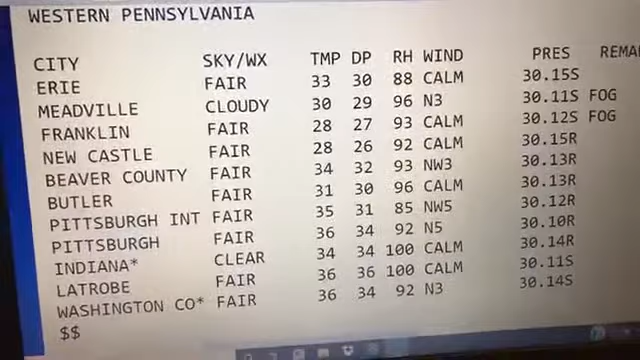 WESTERN PENNSYLVANIA
CITY SKY/WX TMP DP RH WIND PRES REMAR
ERIE FAIR 33 30 88 CALM 30.15S
MEADVILLE CLOUDY 30 29 96 N3 30.11S FOG
FRANKLIN FAIR 28 27 93 CALM 30.12S FOG
NEW CASTLE FAIR 28 26 92 CALM 30.15R
BEAVER COUNTY FAIR 34 32 93 NW3 30.13R
BUTLER FAIR 31 30 96 CALM 30.13R
PITTSBURGH INT FAIR 35 31 85 NW5 30.12R
PITTSBURGH FAIR 36 34 92 N5 30.10R
INDIANA* CLEAR 34 34 100 CALM 30.14R
LATROBE FAIR 36 36 100 CALM 30.11S
WASHINGTON CO* FAIR 36 34 92 N3 30.14S
$$